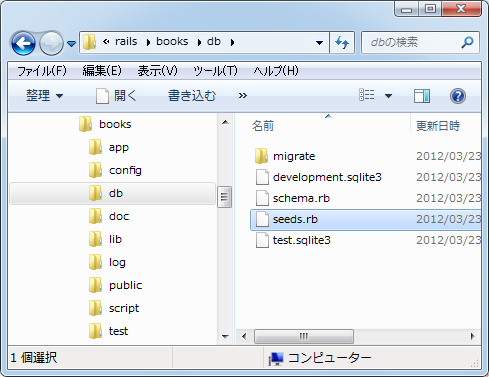 « rails books db
dbの検索
ファイル(F) 編集(E) 表示(V) ツール(T) ヘルプ(H)
整理 開く 書き込む »
books
app
config
db
doc
lib
log
public
script
test
名前 更新日時
migrate 2012/03/23
development.sqlite3 2012/03/23
schema.rb 2012/03/23
seeds.rb 2012/03/23
test.sqlite3 2012/03/23
1 個選択 コンピューター